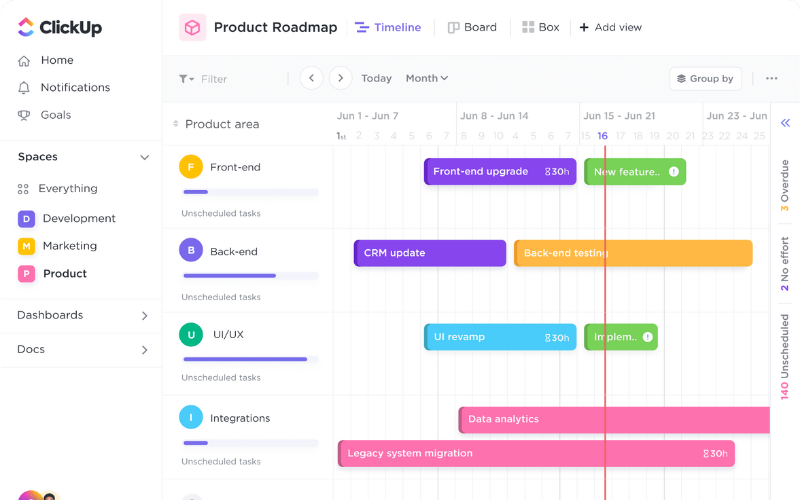 ClickUp
Home
Notifications
Goals
Spaces
Everything
D Development
M Marketing
P Product
Dashboards
Docs
Product Roadmap
Timeline
Board
Box
+ Add view
Filter
Today
Month
Group by
Product area
Jun 1 - Jun 7
Jun 8 - Jun 14
Jun 15 - Jun 21
Jun 23 - Jun
1st 2 3 4 5 6 7 8 9 10 4 5 6 7 15 16 17 18 19 20 21 23 22 24 25
F Front-end
Unscheduled tasks
Front-end upgrade 30h
New feature..
B Back-end
Unscheduled tasks
CRM update
Back-end testing
U UI/UX
Unscheduled tasks
UI revamp 30h
Implem..
I Integrations
Unscheduled tasks
Data analytics
Legacy system migration 30h
3 Overdue
2 No effort
140 Unscheduled